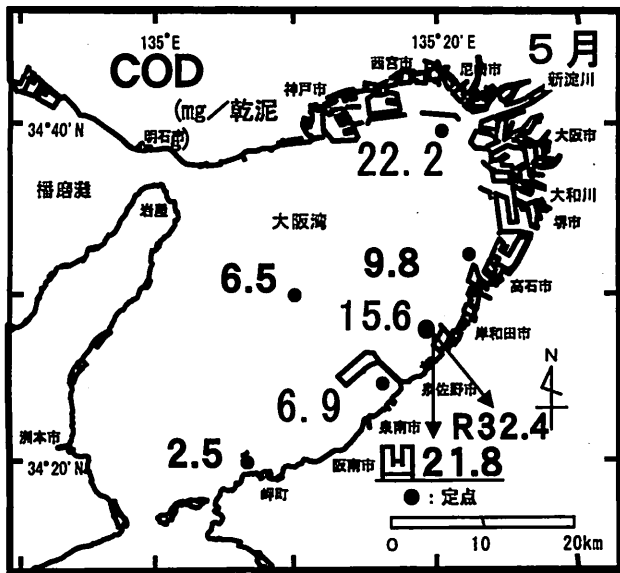 135°E
135°20'E
5月
COD
(mg/乾泥
西宮市
尼崎市
新淀川
神戸市
34°40'N
明石市)
22.2
大阪市
播磨灘
岩屋
大阪湾
大和川
堺市
9.8
6.5
高石市
15.6
岸和田市
N
泉佐野市
6.9
泉南市
R32.4
洲本市
2.5
阪南市
21.8
34°20'N
岬町
●:定点
0 10 20km